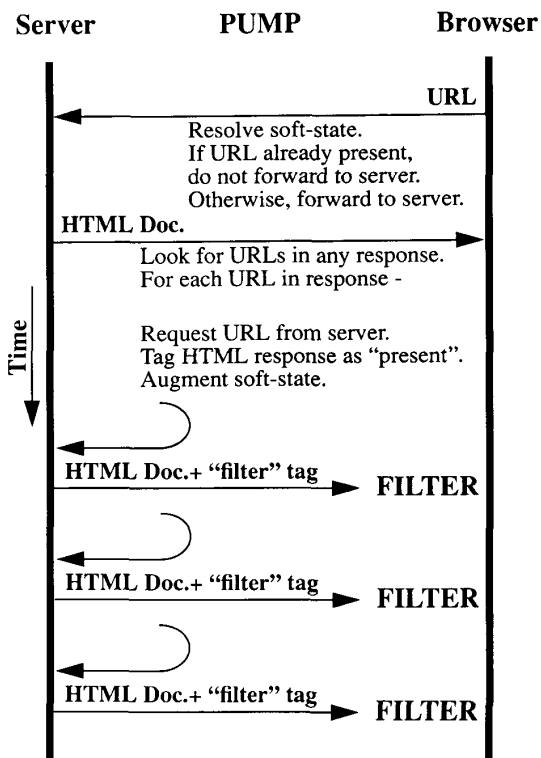 Server PUMP Browser
URL
Resolve soft-state.
If URL already present,
do not forward to server.
Otherwise, forward to server.
HTML Doc.
Look for URLs in any response.
For each URL in response -
Time
Request URL from server.
Tag HTML response as “present”.
Augment soft-state.
HTML Doc.+ “filter” tag FILTER
HTML Doc.+ “filter” tag FILTER
HTML Doc.+ “filter” tag FILTER